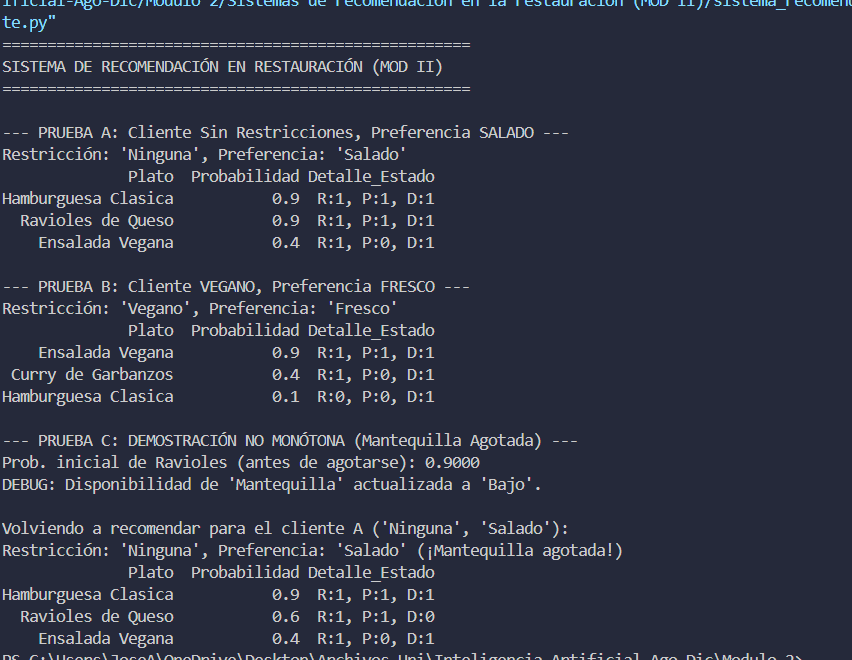 ificial-Ago-Dic/Modulo 2/Sistemas de recomendación en la restauración (MOD II)/sistema_recomend
te.py"
====================================================
SISTEMA DE RECOMENDACIÓN EN RESTAURACIÓN (MOD II)
====================================================
--- PRUEBA A: Cliente Sin Restricciones, Preferencia SALADO ---
Restricción: 'Ninguna', Preferencia: 'Salado'
Plato  Probabilidad Detalle_Estado
Hamburguesa Clasica           0.9  R:1, P:1, D:1
Ravioles de Queso           0.9  R:1, P:1, D:1
Ensalada Vegana           0.4  R:1, P:0, D:1
--- PRUEBA B: Cliente VEGANO, Preferencia FRESCO ---
Restricción: 'Vegano', Preferencia: 'Fresco'
Plato  Probabilidad Detalle_Estado
Ensalada Vegana           0.9  R:1, P:1, D:1
Curry de Garbanzos           0.4  R:1, P:0, D:1
Hamburguesa Clasica           0.1  R:0, P:0, D:1
--- PRUEBA C: DEMOSTRACIÓN NO MONÓTONA (Mantequilla Agotada) ---
Prob. inicial de Ravioles (antes de agotarse): 0.9000
DEBUG: Disponibilidad de 'Mantequilla' actualizada a 'Bajo'.
Volviendo a recomendar para el cliente A ('Ninguna', 'Salado'):
Restricción: 'Ninguna', Preferencia: 'Salado' (¡Mantequilla agotada!)
Plato  Probabilidad Detalle_Estado
Hamburguesa Clasica           0.9  R:1, P:1, D:1
Ravioles de Queso           0.6  R:1, P:1, D:0
Ensalada Vegana           0.4  R:1, P:0, D:1
PS C:\Users\JoseA\OneDrive\Desktop\Archivos Uni\Inteligencia Artificial Ago-Dic\Modulo 2>